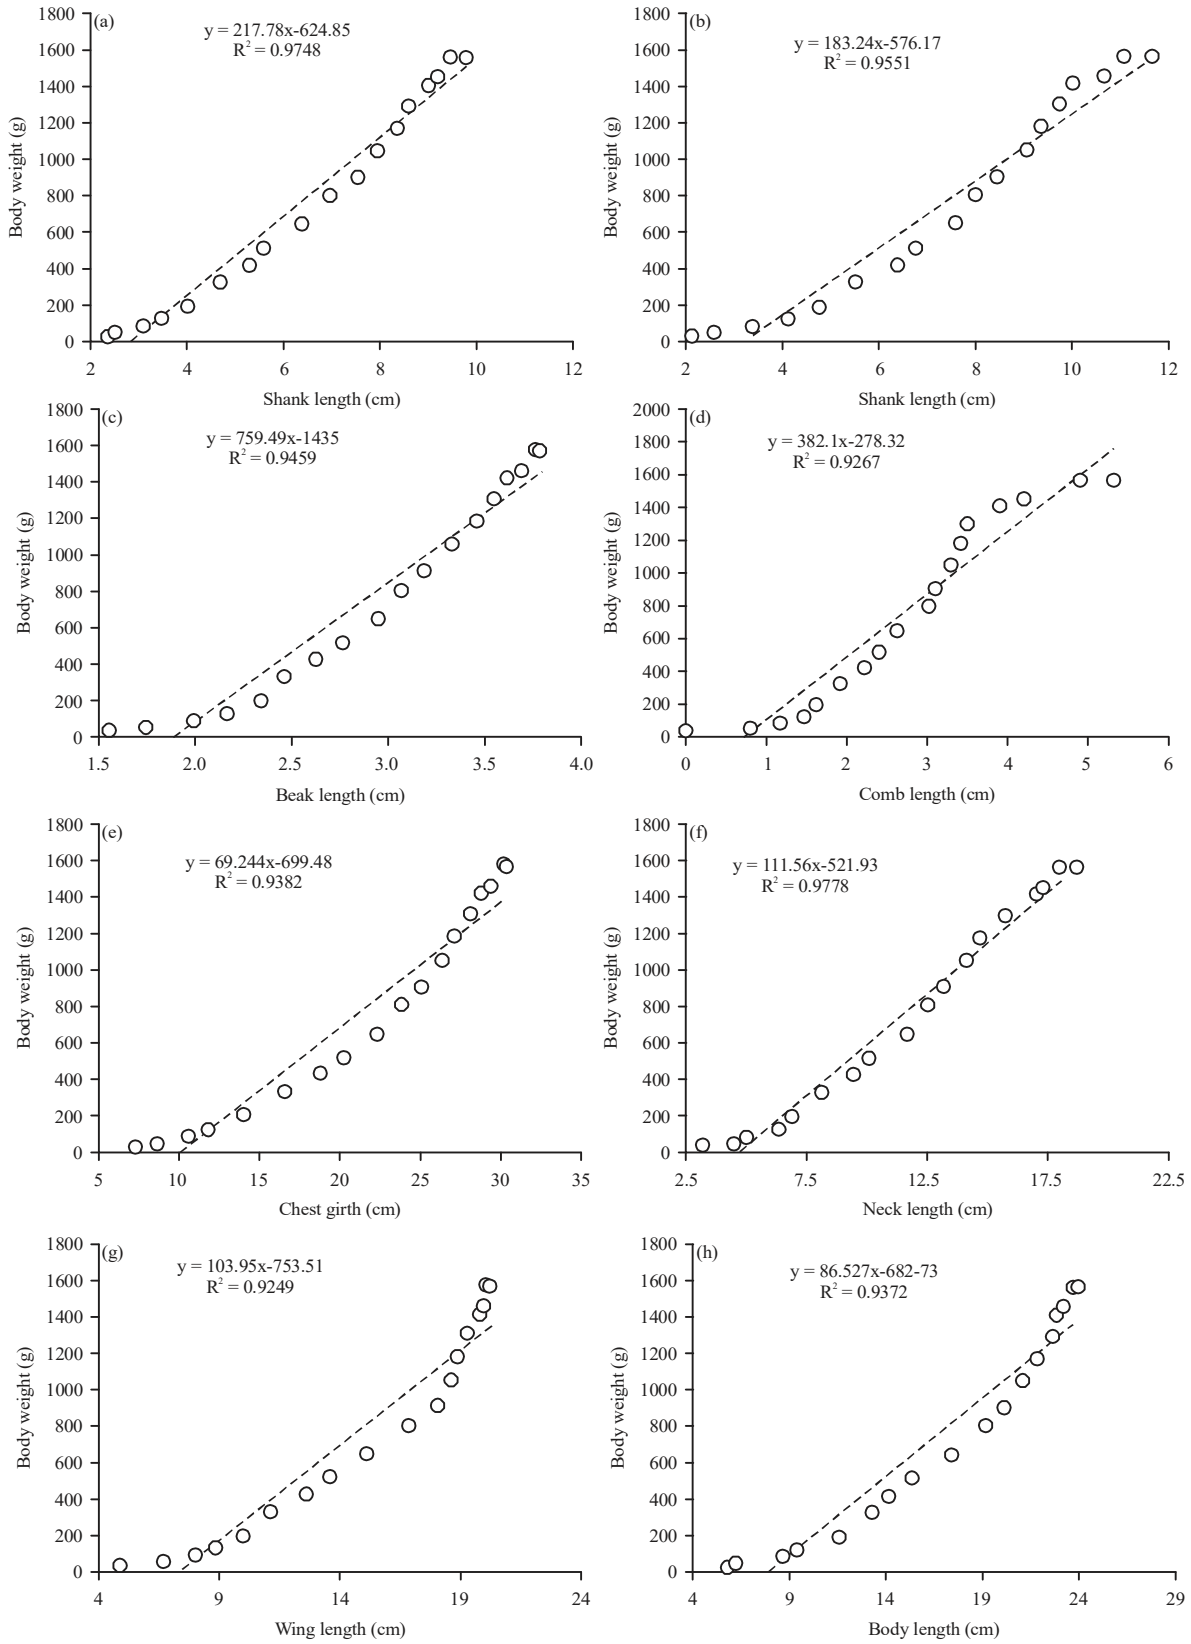 (a)
y = 217.78x-624.85
R² = 0.9748
1800
1600
1400
1200
1000
800
600
400
200
0
Body weight (g)
2 4 6 8 10 12
Shank length (cm)
(b)
y = 183.24x-576.17
R² = 0.9551
1800
1600
1400
1200
1000
800
600
400
200
0
Body weight (g)
2 4 6 8 10 12
Shank length (cm)
(c)
y = 759.49x-1435
R² = 0.9459
1800
1600
1400
1200
1000
800
600
400
200
0
Body weight (g)
1.5 2.0 2.5 3.0 3.5 4.0
Beak length (cm)
(d)
y = 382.1x-278.32
R² = 0.9267
2000
1800
1600
1400
1200
1000
800
600
400
200
0
Body weight (g)
0 1 2 3 4 5 6
Comb length (cm)
(e)
y = 69.244x-699.48
R² = 0.9382
1800
1600
1400
1200
1000
800
600
400
200
0
Body weight (g)
5 10 15 20 25 30 35
Chest girth (cm)
(f)
y = 111.56x-521.93
R² = 0.9778
1800
1600
1400
1200
1000
800
600
400
200
0
Body weight (g)
2.5 7.5 12.5 17.5 22.5
Neck length (cm)
(g)
y = 103.95x-753.51
R² = 0.9249
1800
1600
1400
1200
1000
800
600
400
200
0
Body weight (g)
4 9 14 19 24
Wing length (cm)
(h)
y = 86.527x-682-73
R² = 0.9372
1800
1600
1400
1200
1000
800
600
400
200
0
Body weight (g)
4 9 14 19 24 29
Body length (cm)